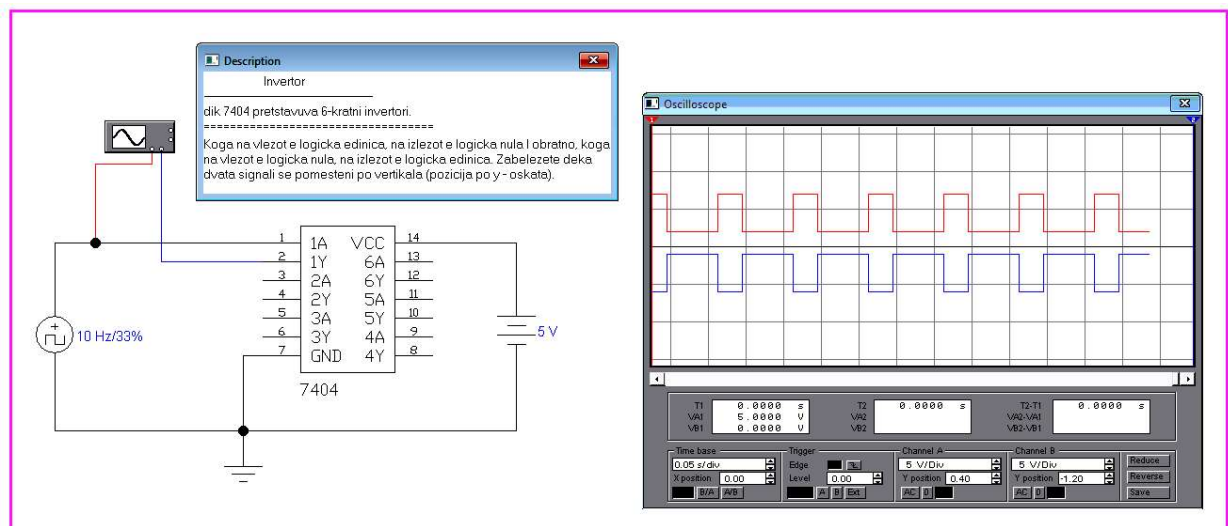 Description
Invertor
dik 7404 pretstavuva 6-kratni invertori.
==================================
Koga na vlezot e logicka edinica, na izlezot e logicka nula I obratno, koga
na vlezot e logicka nula, na izlezot e logicka edinica. Zabelezete deka
dvata signali se pomesteni po vertikala (pozicija po y - oskata).
1 1A VCC 14
2 1Y 6A 13
3 2A 6Y 12
4 2Y 5A 11
5 3A 5Y 10
6 3Y 4A 9
7 GND 4Y 8
7404
10 Hz/33%
5 V
Oscilloscope
1 2
T1 0.0000 s T2 0.0000 s T2-T1 0.0000 s
VA1 5.0000 V VA2 VA2-VA1
VB1 0.0000 V VB2 VB2-VB1
Time base Trigger Channel A Channel B
0.05 s/div Edge 5 V/Div 5 V/Div Reduce
X position 0.00 Level 0.00 Y position 0.40 Y position -1.20 Reverse
B/A A/B A B Ext AC 0 AC 0 Save